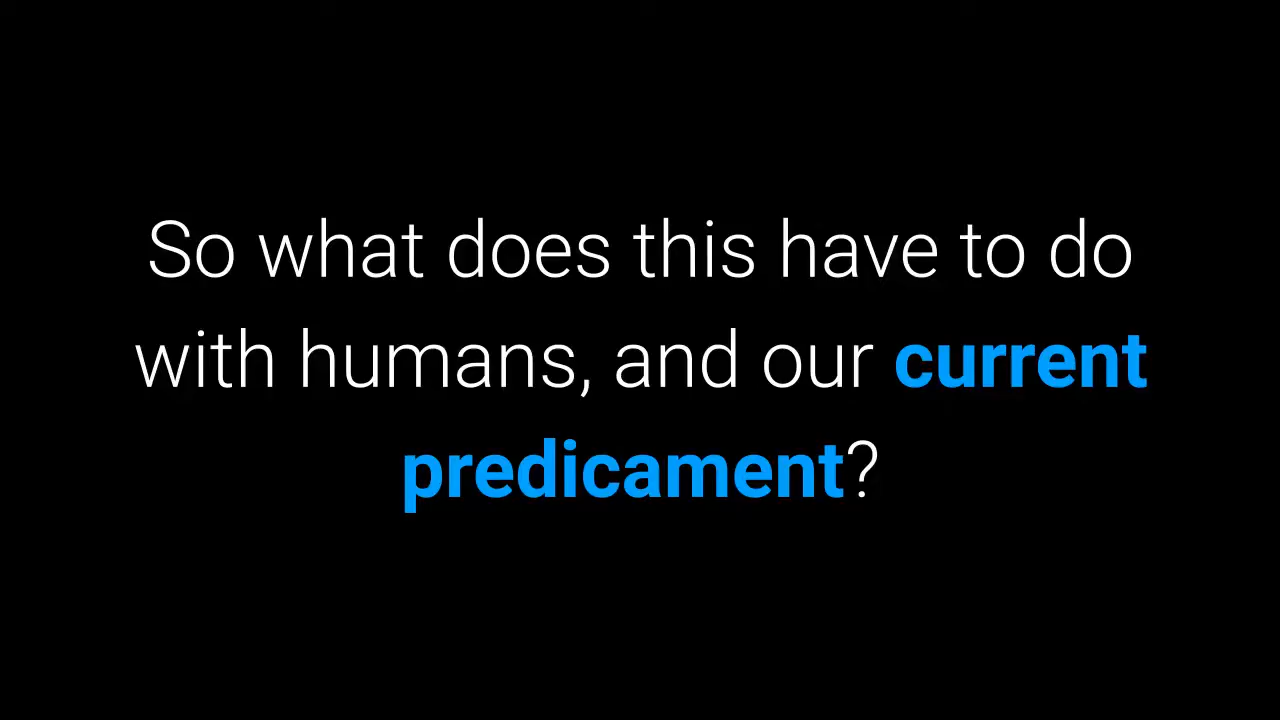 So what does this have to do
with humans, and our current
predicament?